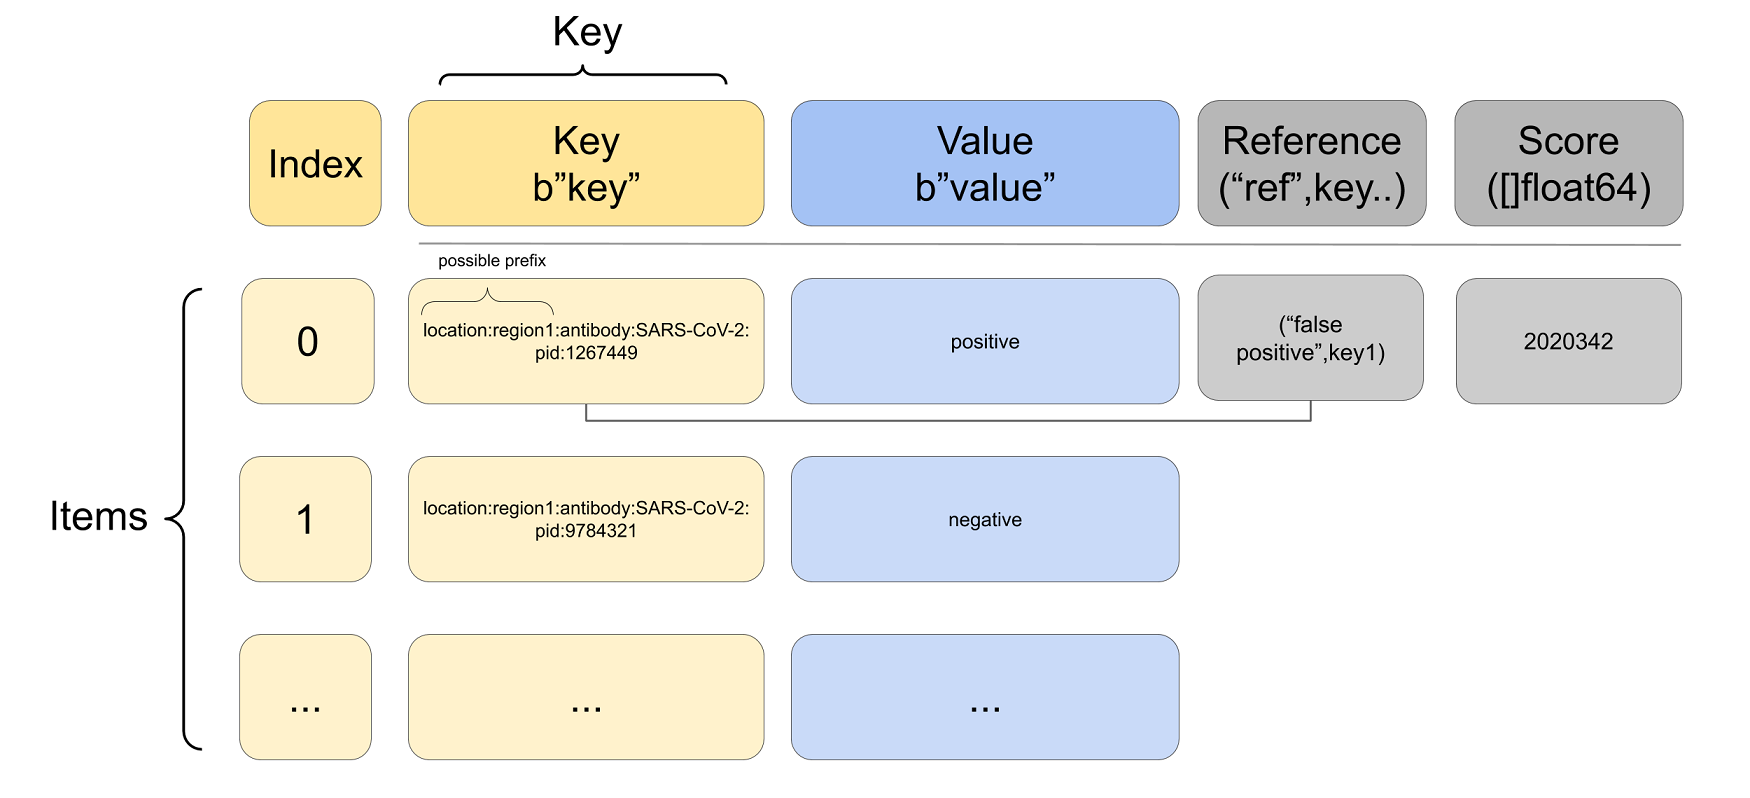 Key
Index
Key
b”key”
Value
b”value”
Reference
(“ref”,key..)
Score
([]float64)
possible prefix
Items
0
location:region1:antibody:SARS-CoV-2:
pid:1267449
positive
(“false
positive”,key1)
2020342
1
location:region1:antibody:SARS-CoV-2:
pid:9784321
negative
...
...
...